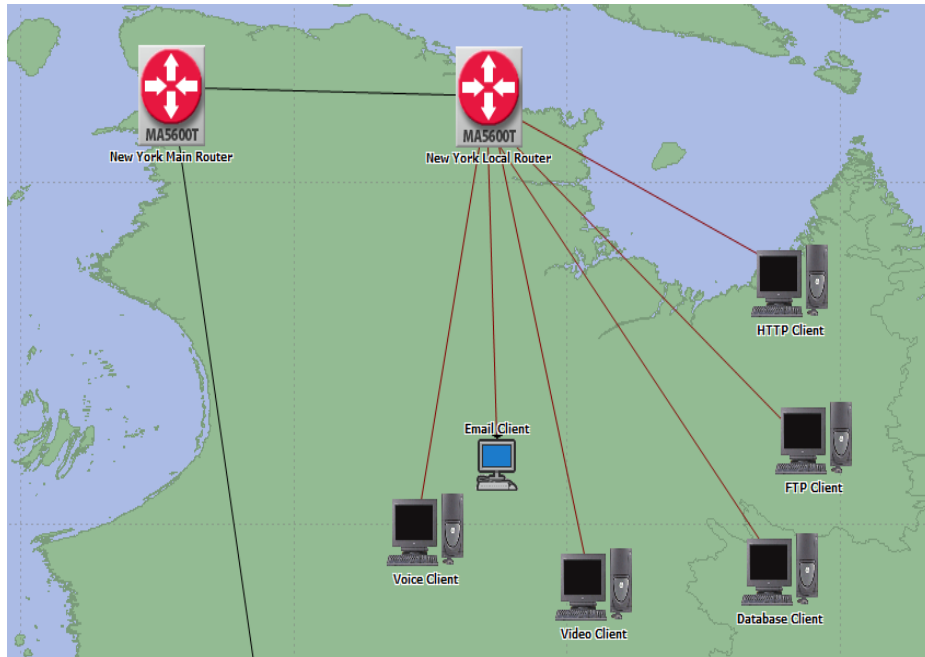 MA5600T
New York Main Router
MA5600T
New York Local Router
HTTP Client
Email Client
FTP Client
Voice Client
Video Client
Database Client